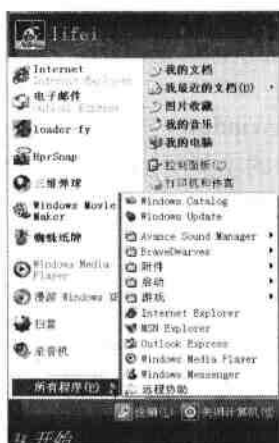 lifei
Internet
Internet Explorer
电子邮件
Outlook Express
loader-fy
HprSnap
三维弹球
Windows Movie
Maker
蜘蛛纸牌
Windows Media
Player
漫游 Windows XP
扫雷
录音机
所有程序(P)
我的文档
我最近的文档(D)
图片收藏
我的音乐
我的电脑
控制面板(C)
打印机和传真
Windows Catalog
Windows Update
Avance Sound Manager
BraveDwarves
附件
启动
游戏
Internet Explorer
MSN Explorer
Outlook Express
Windows Media Player
Windows Messenger
远程协助
注销(L)
关闭计算机(U)
开始